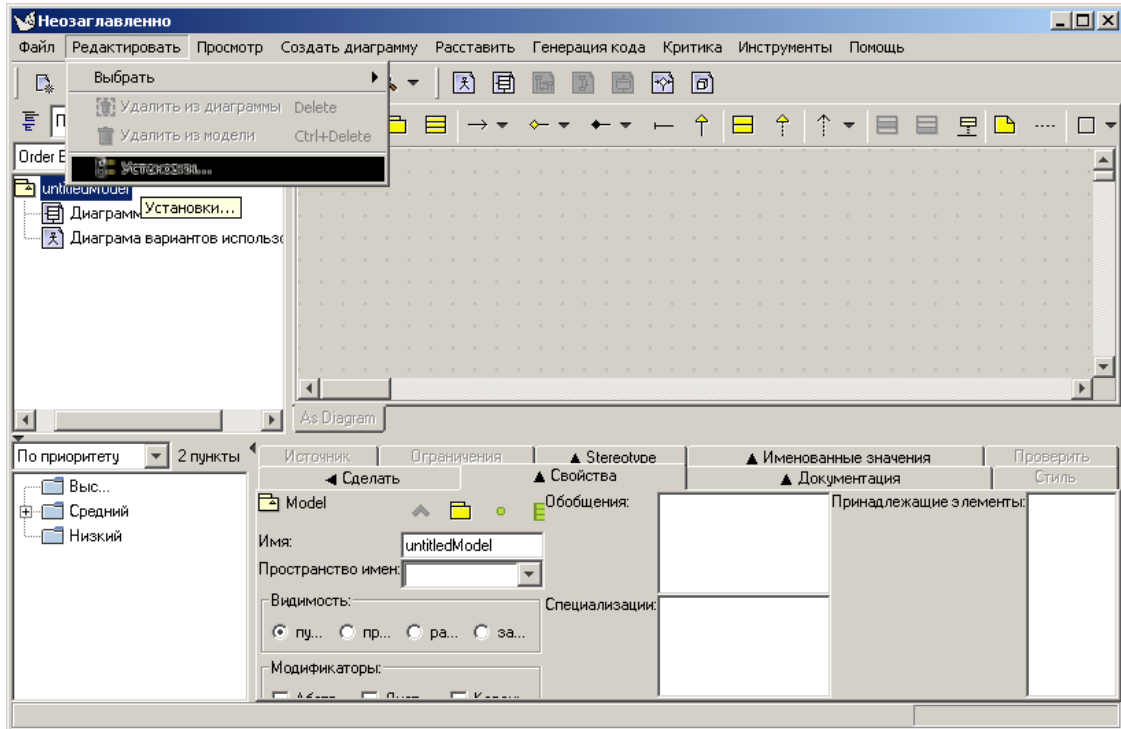 Неозаглавленно
Файл Редактировать Просмотр Создать диаграмму Расставить Генерация кода Критика Инструменты Помощь
Выбрать
Удалить из диаграммы Delete
Удалить из модели Ctrl+Delete
Установки...
Order
untitledModel
Диаграмм
Установки...
Диаграма вариантов использо
As Diagram
По приоритету 2 пункты
Выс...
Средний
Низкий
Источник Ограничения Stereotype Именованные значения Проверить
Сделать Свойства Документация Стиль
Model Обобщения: Принадлежащие элементы:
Имя: untitledModel
Пространство имен:
Видимость: Специализации:
пу... пр... ра... за...
Модификаторы: